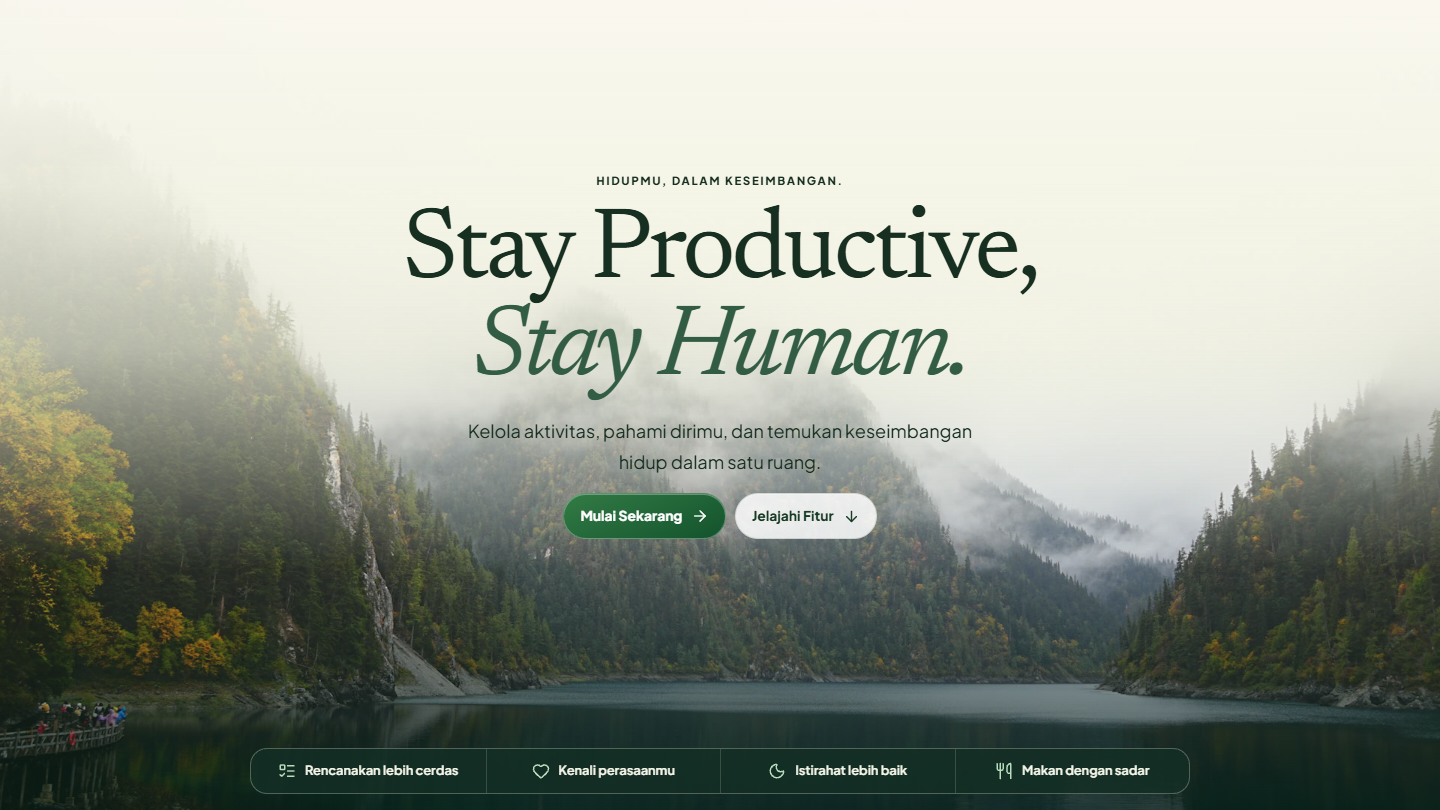 HIDUPMU, DALAM KESEIMBANGAN.
Stay Productive,
Stay Human.
Kelola aktivitas, pahami dirimu, dan temukan keseimbangan
hidup dalam satu ruang.
Mulai Sekarang
Jelajahi Fitur
Rencanakan lebih cerdas
Kenali perasaanmu
Istirahat lebih baik
Makan dengan sadar